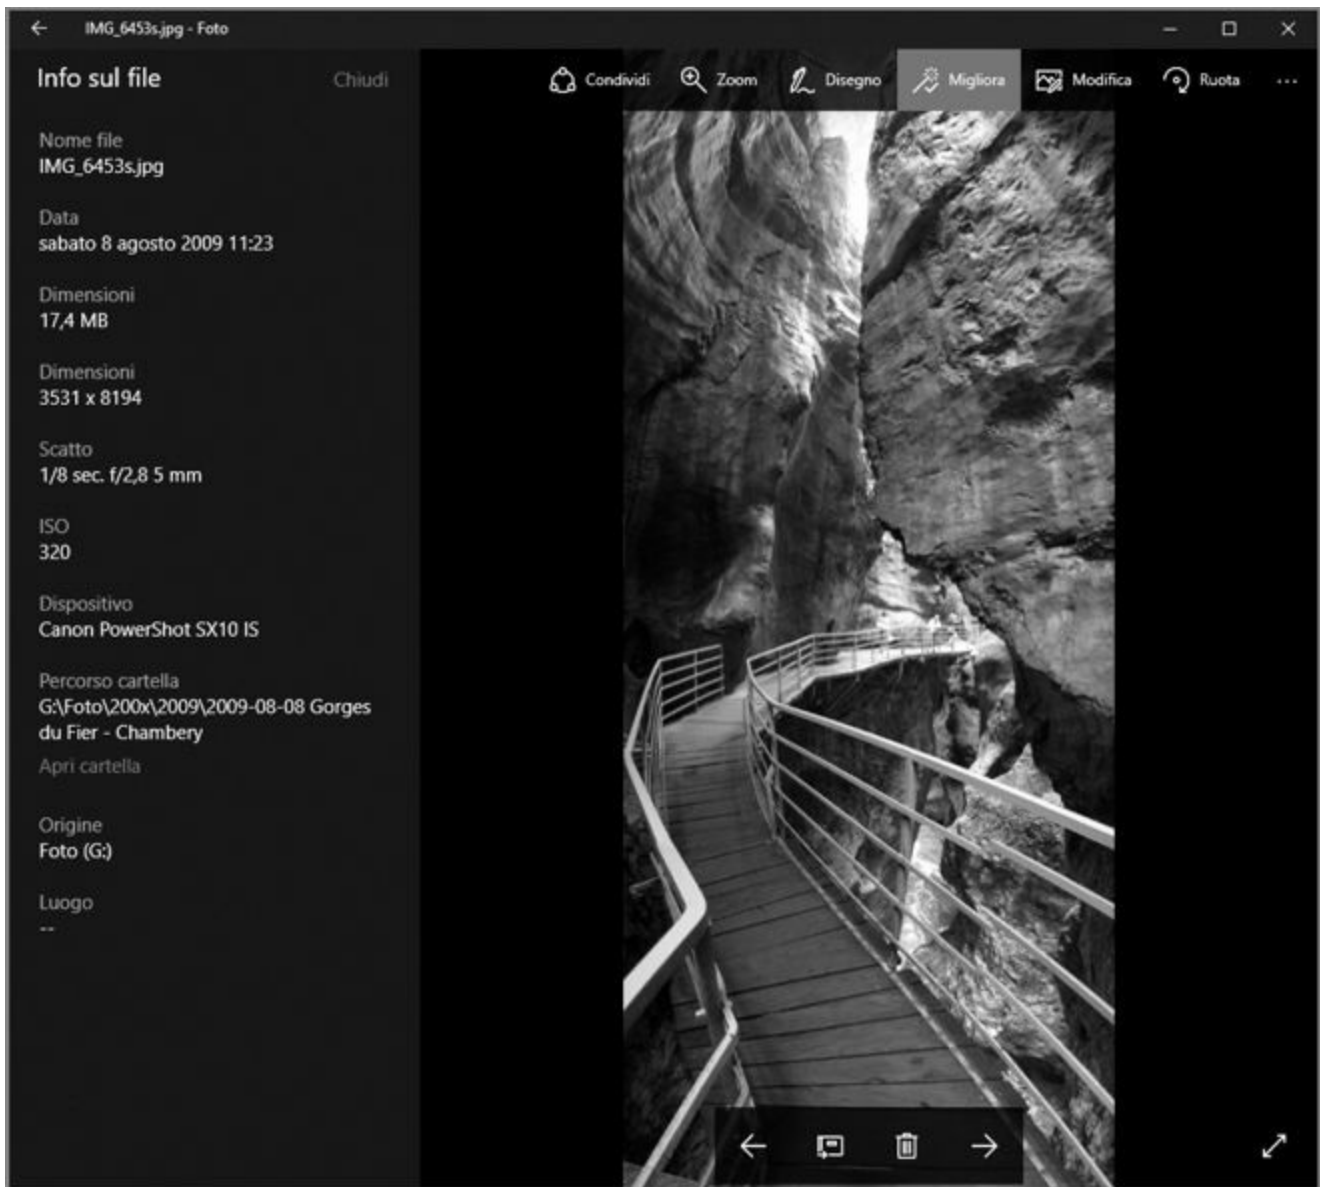 IMG_6453s.jpg - Foto
Info sul file
Chiudi
Condividi
Zoom
Disegno
Migliora
Modifica
Ruota
Nome file
IMG_6453s.jpg
Data
sabato 8 agosto 2009 11:23
Dimensioni
17,4 MB
Dimensioni
3531 x 8194
Scatto
1/8 sec. f/2,8 5 mm
ISO
320
Dispositivo
Canon PowerShot SX10 IS
Percorso cartella
G:\Foto\200x\2009\2009-08-08 Gorges
du Fier - Chambery
Apri cartella
Origine
Foto (G:)
Luogo
--